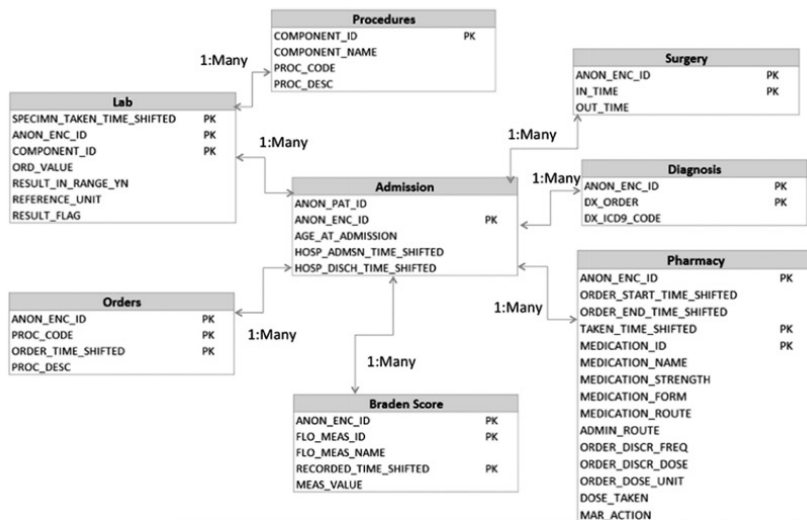 Procedures
COMPONENT_ID PK
COMPONENT_NAME
PROC_CODE
PROC_DESC
1:Many
Lab
SPECIMN_TAKEN_TIME_SHIFTED PK
ANON_ENC_ID PK
COMPONENT_ID PK
ORD_VALUE
RESULT_IN_RANGE_YN
REFERENCE_UNIT
RESULT_FLAG
1:Many
Surgery
ANON_ENC_ID PK
IN_TIME PK
OUT_TIME
1:Many
Admission
ANON_PAT_ID
ANON_ENC_ID PK
AGE_AT_ADMISSION
HOSP_ADMSN_TIME_SHIFTED
HOSP_DISCH_TIME_SHIFTED
1:Many
Diagnosis
ANON_ENC_ID PK
DX_ORDER PK
DX_ICD9_CODE
Orders
ANON_ENC_ID PK
PROC_CODE PK
ORDER_TIME_SHIFTED PK
PROC_DESC
1:Many
1:Many
Braden Score
ANON_ENC_ID PK
FLO_MEAS_ID PK
FLO_MEAS_NAME
RECORDED_TIME_SHIFTED PK
MEAS_VALUE
1:Many
Pharmacy
ANON_ENC_ID PK
ORDER_START_TIME_SHIFTED
ORDER_END_TIME_SHIFTED
TAKEN_TIME_SHIFTED PK
MEDICATION_ID PK
MEDICATION_NAME
MEDICATION_STRENGTH
MEDICATION_FORM
MEDICATION_ROUTE
ADMIN_ROUTE
ORDER_DISCR_FREQ
ORDER_DISCR_DOSE
ORDER_DOSE_UNIT
DOSE_TAKEN
MAR_ACTION